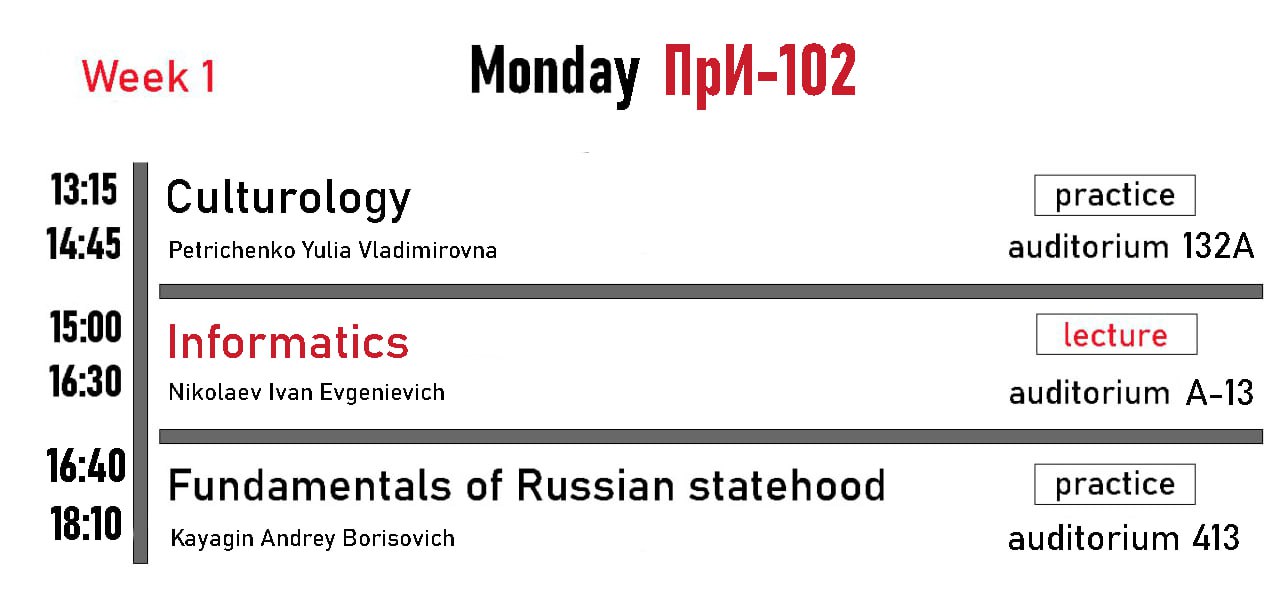 Week 1
Monday ПрИ-102
13:15
Culturology
practice
14:45
Petrichenko Yulia Vladimirovna
auditorium 132A
15:00
Informatics
lecture
16:30
Nikolaev Ivan Evgenievich
auditorium A-13
16:40
Fundamentals of Russian statehood
practice
18:10
Kayagin Andrey Borisovich
auditorium 413